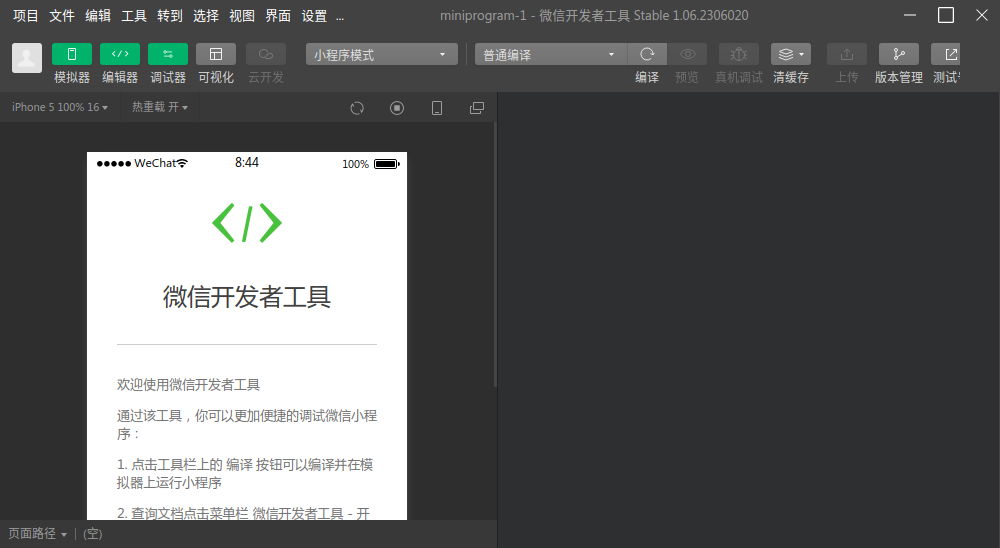 项目 文件 编辑 工具 转到 选择 视图 界面 设置 ... miniprogram-1 - 微信开发者工具 Stable 1.06.2306020
小程序模式 普通编译
模拟器 编辑器 调试器 可视化 云开发 编译 预览 真机调试 清缓存 上传 版本管理 测试
iPhone 5 100% 16 热重载 开
WeChat 8:44 100%
</>
微信开发者工具
欢迎使用微信开发者工具
通过该工具，你可以更加便捷的调试微信小程
序：
1. 点击工具栏上的 编译 按钮可以编译并在模
拟器上运行小程序
2. 查询文档点击菜单栏 微信开发者工具 - 开
页面路径 | (空)